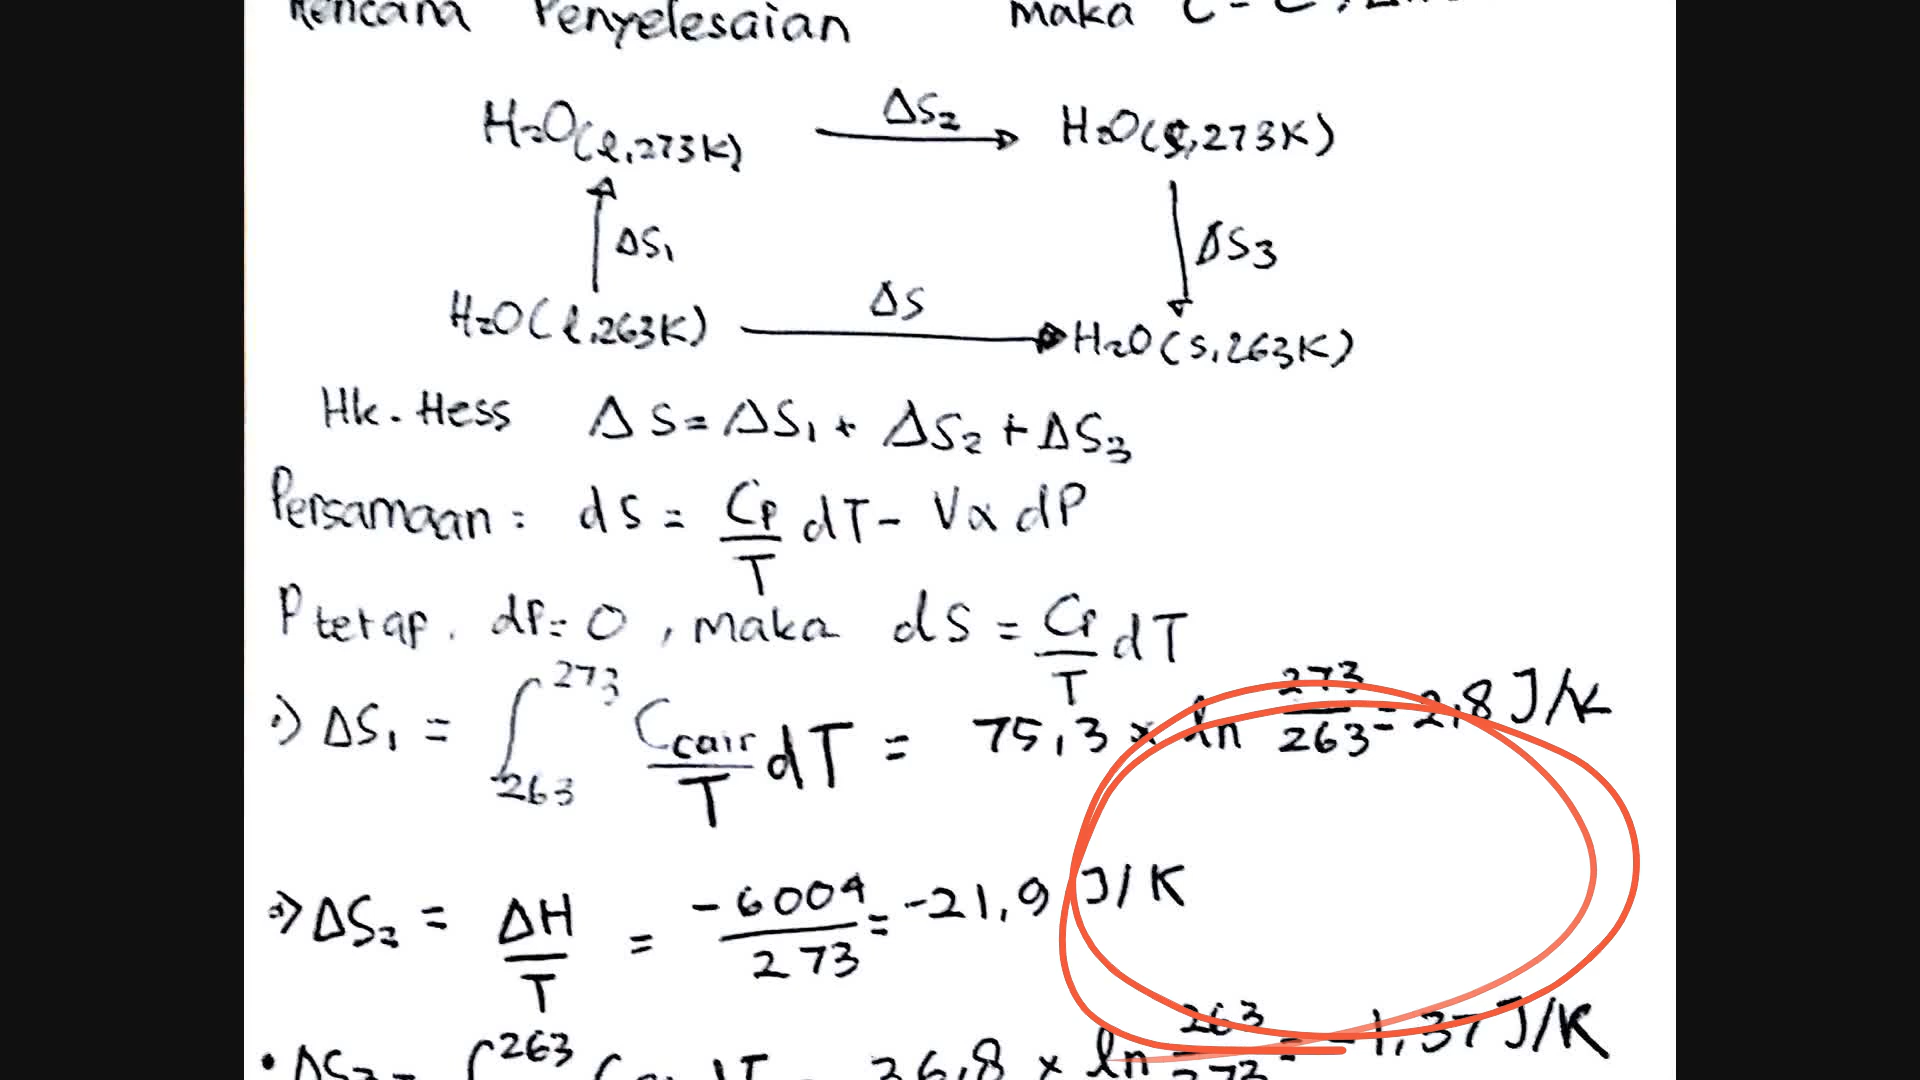 Rencana Penyelesaian maka
H₂O(l,273K) ΔS₂ H₂O(s,273K)
ΔS₁ ΔS₃
H₂O(l,263K) ΔS H₂O(s,263K)
Hk. Hess ΔS = ΔS₁ + ΔS₂ + ΔS₃
Persamaan: dS = Cp/T dT - Vα dP
P tetap. dP = 0, maka dS = Cp/T dT
•) ΔS₁ = ∫₂₆₃²⁷³ Ccair/T dT = 75,3 × ln 273/263 = 2,8 J/K
•) ΔS₂ = ΔH/T = -6004/273 = -21,9 J/K
• ΔS₃ = ∫²⁶³ dT = 36,8 × ln 263/273 = -1,37 J/K